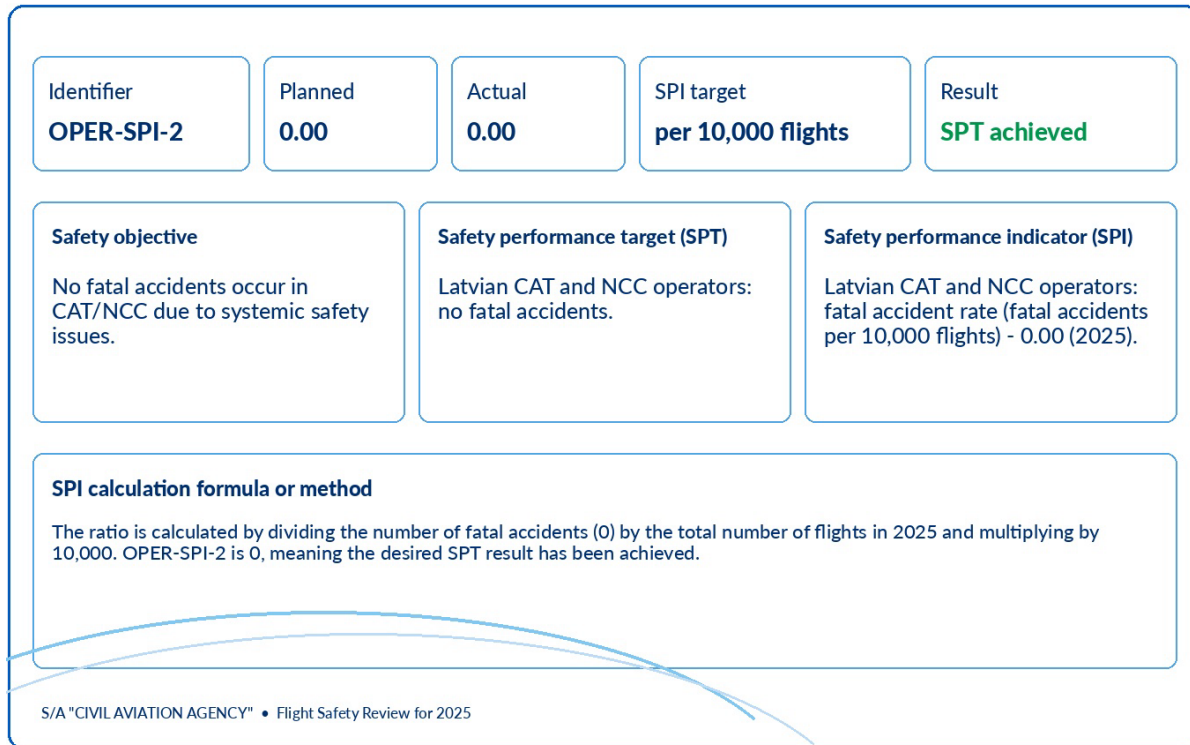 Identifier
OPER-SPI-2
Planned
0.00
Actual
0.00
SPI target
per 10,000 flights
Result
SPT achieved
Safety objective
No fatal accidents occur in
CAT/NCC due to systemic safety
issues.
Safety performance target (SPT)
Latvian CAT and NCC operators:
no fatal accidents.
Safety performance indicator (SPI)
Latvian CAT and NCC operators:
fatal accident rate (fatal accidents
per 10,000 flights) - 0.00 (2025).
SPI calculation formula or method
The ratio is calculated by dividing the number of fatal accidents (0) by the total number of flights in 2025 and multiplying by
10,000. OPER-SPI-2 is 0, meaning the desired SPT result has been achieved.
S/A "CIVIL AVIATION AGENCY" • Flight Safety Review for 2025